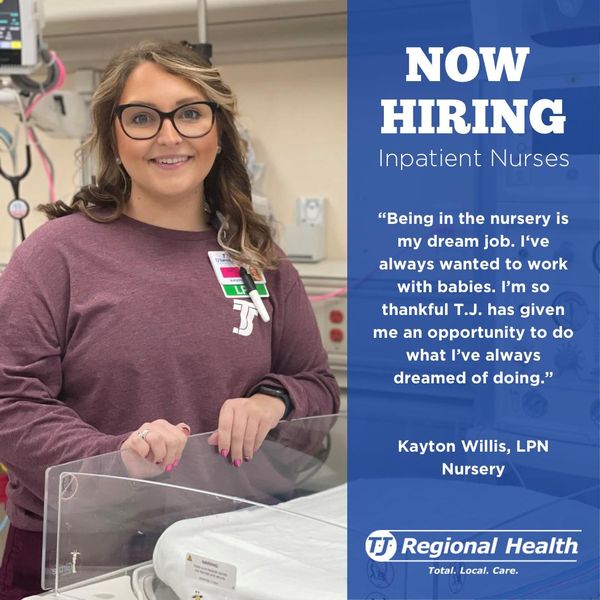 NOW
HIRING
Inpatient Nurses
“Being in the nursery is
my dream job. I‘ve
always wanted to work
with babies. I’m so
thankful T.J. has given
me an opportunity to do
what I’ve always
dreamed of doing.”
Kayton Willis, LPN
Nursery
TJ Regional Health
Total. Local. Care.
TJ
WARNING